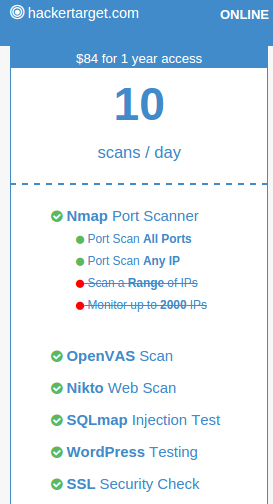 hackertarget.com
ONLINE
$84 for 1 year access
10
scans / day
Nmap Port Scanner
Port Scan All Ports
Port Scan Any IP
Scan a Range of IPs
Monitor up to 2000 IPs
OpenVAS Scan
Nikto Web Scan
SQLmap Injection Test
WordPress Testing
SSL Security Check